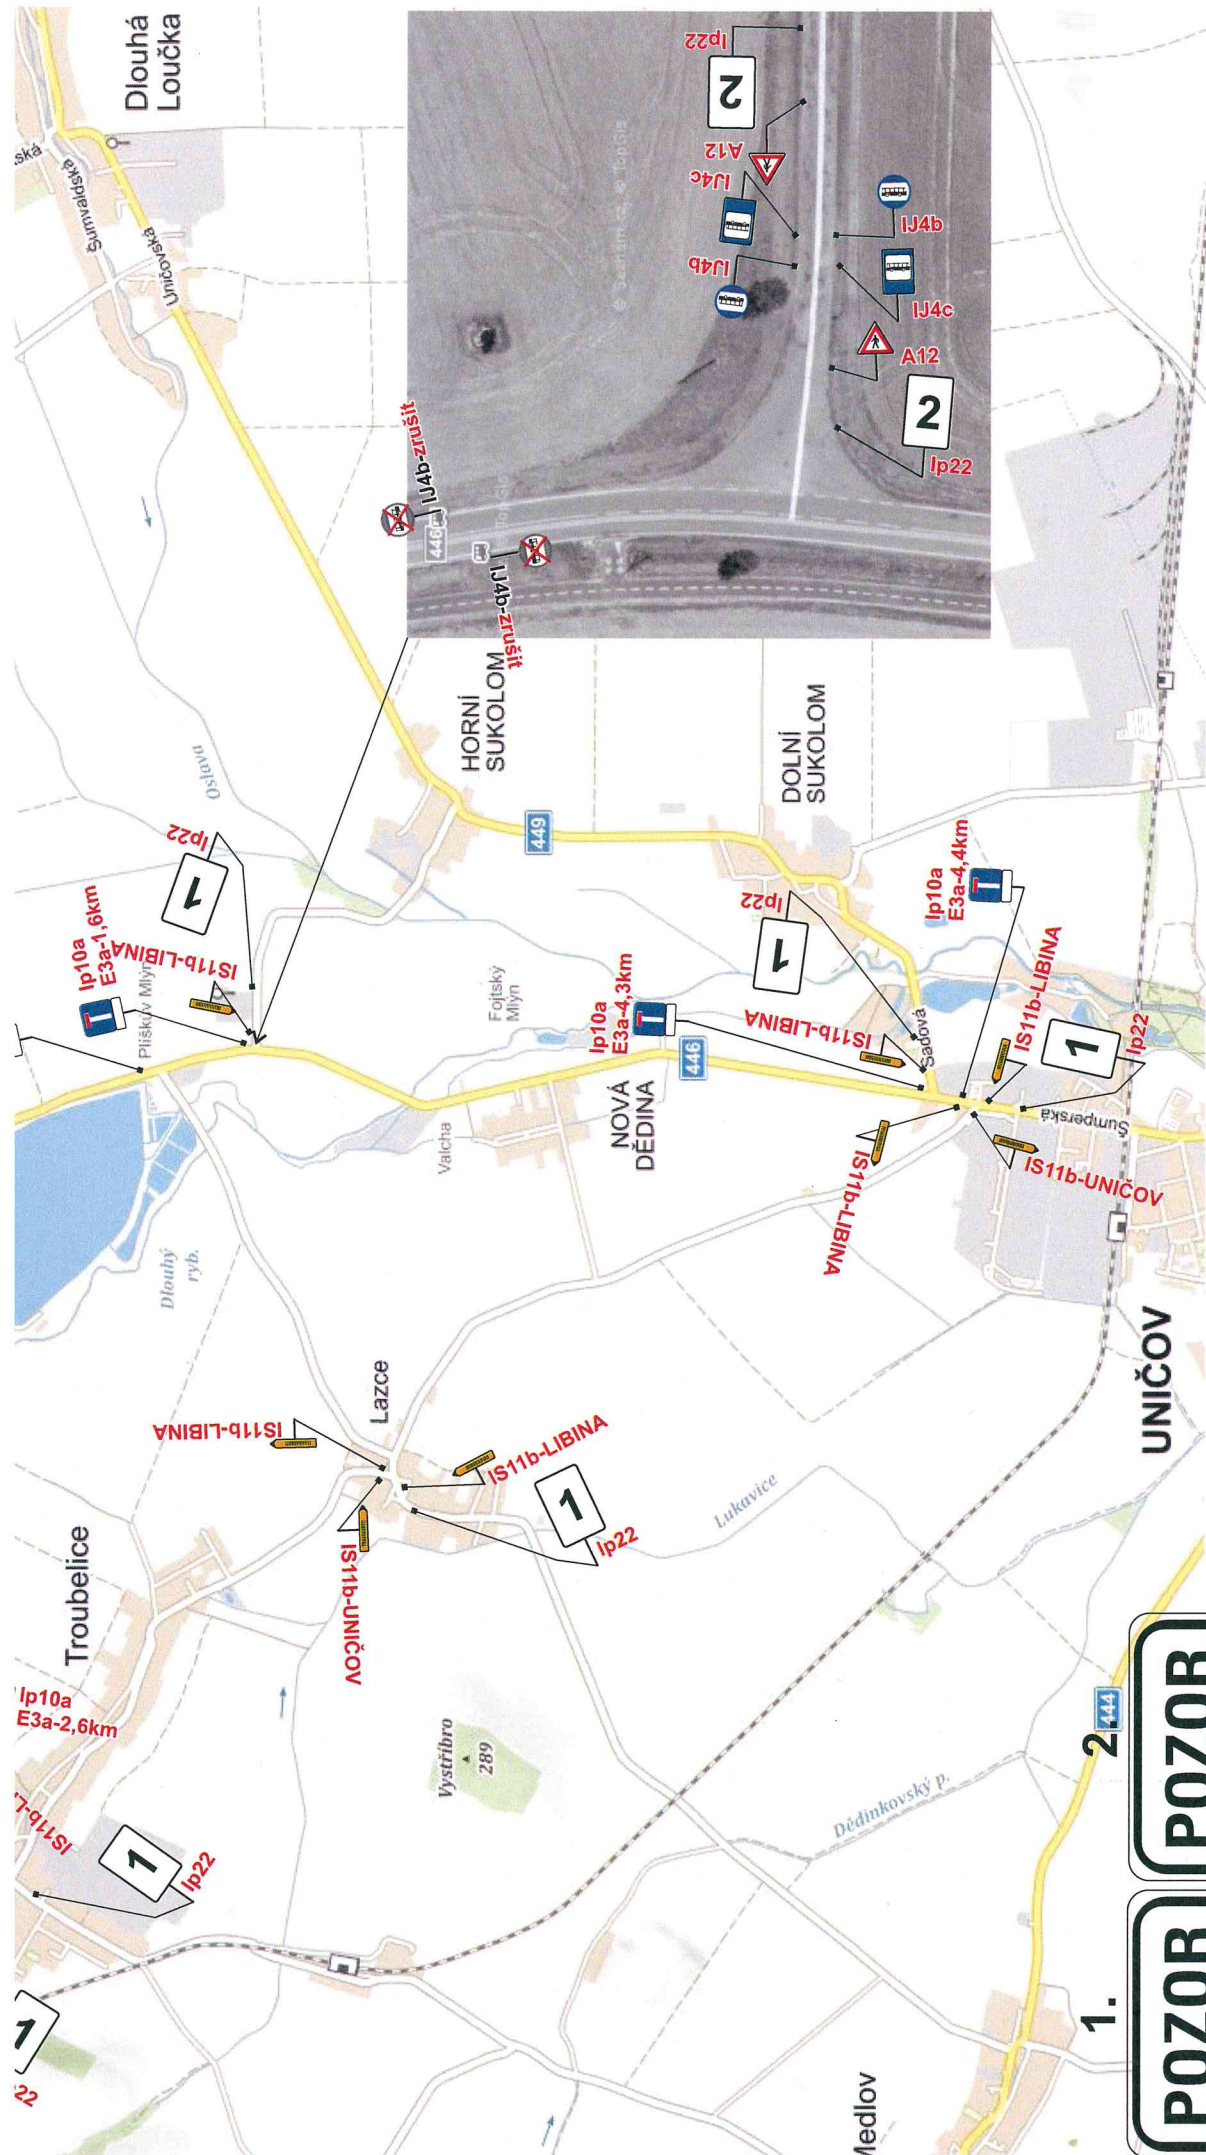 Dlouhá
Loučka
Šumvaldská
Uničovská
Oslava
Ip22
2
A12
IJ4c
IJ4b
IJ4b
IJ4c
A12
2
Ip22
IJ4b-zrušit
446
IJ4b-zrušit
HORNÍ
SUKOLOM
449
DOLNÍ
SUKOLOM
Ip22
1
IS11b-LIBINA
Ip10a
E3a-1,6km
Plískův Mlýn
Fojtský
Mlýn
Ip10a
E3a-4,3km
446
NOVÁ
DĚDINA
Valcha
Ip22
1
IS11b-LIBINA
Sadová
Ip10a
E3a-4,4km
IS11b-LIBINA
1
Ip22
Šumperská
IS11b-LIBINA
IS11b-UNIČOV
UNIČOV
Dlouhý
ryb.
Lazce
IS11b-LIBINA
IS11b-LIBINA
IS11b-UNIČOV
1
Ip22
Lukavice
Troubelice
Ip10a
E3a-2,6km
1
Ip22
1
Vystříbro
289
Dědinkovský p.
444
1.
POZOR
2.
POZOR